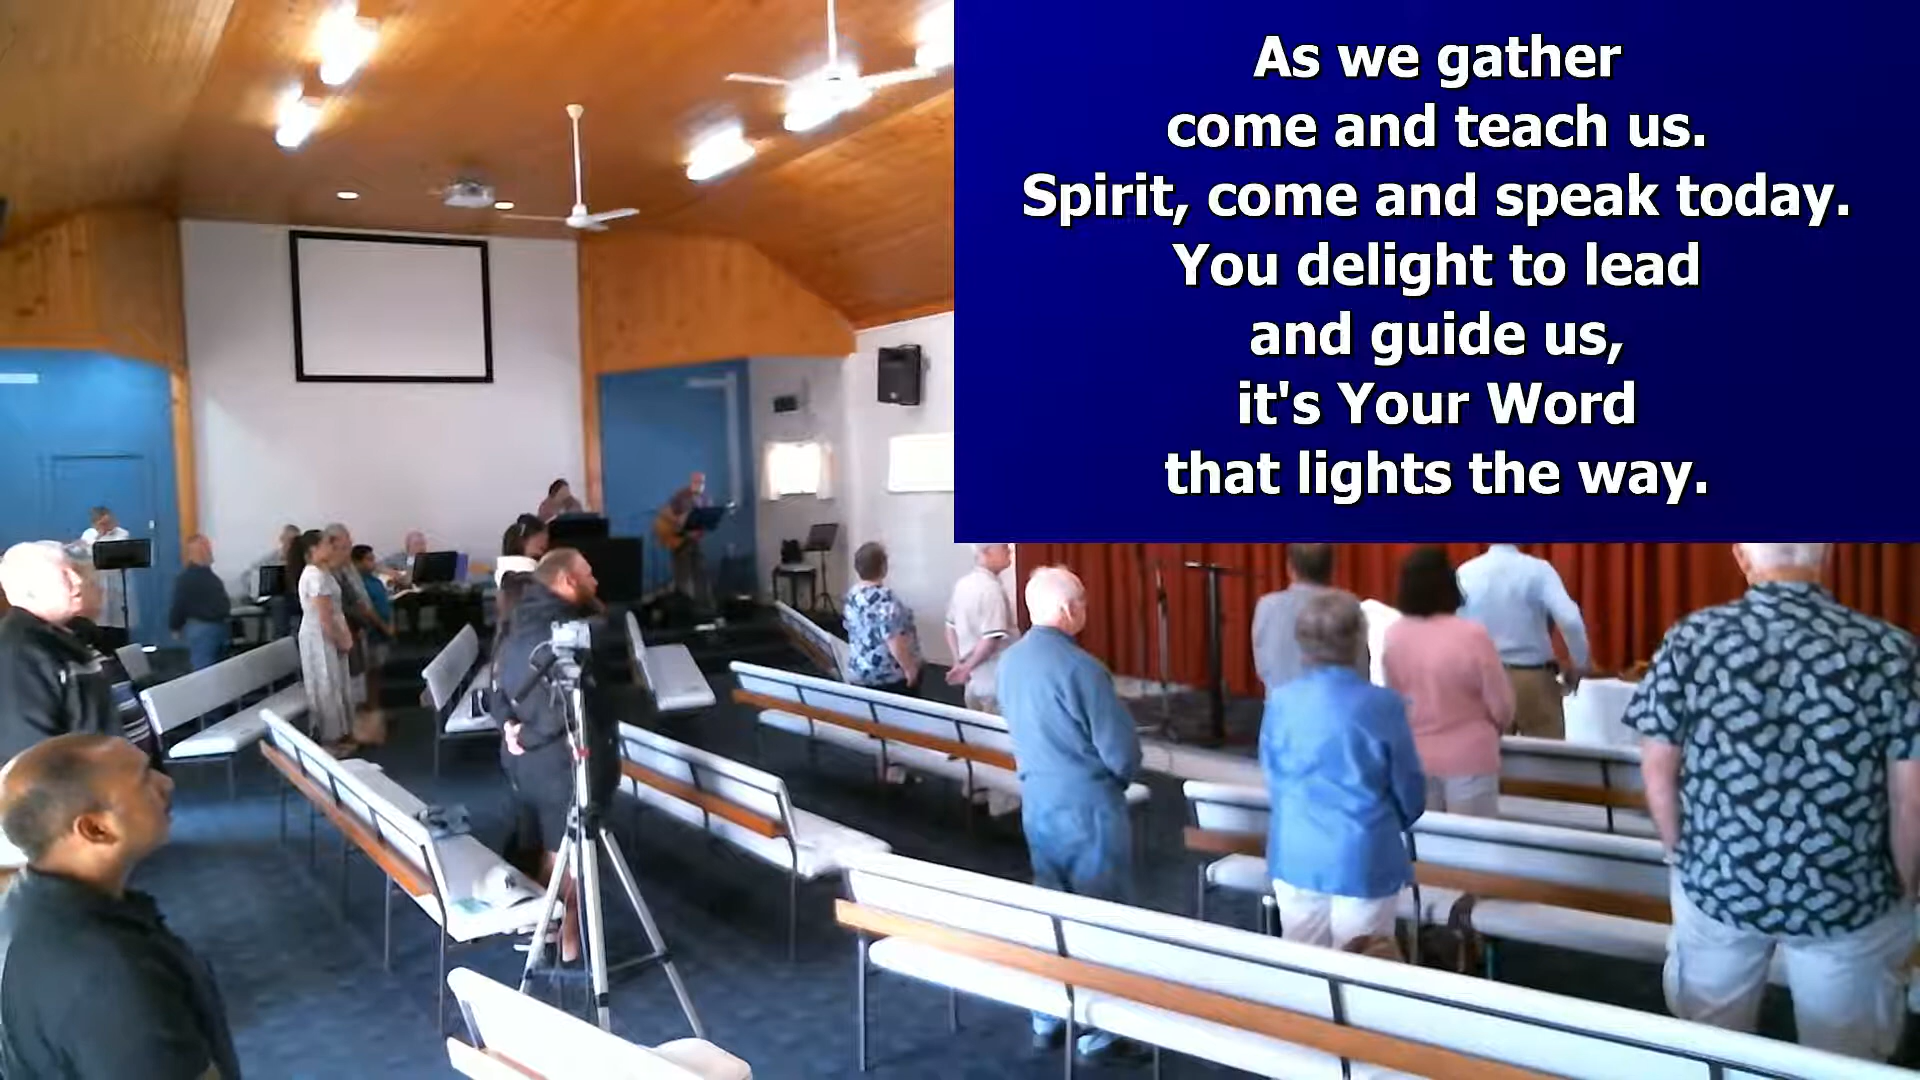 As we gather
come and teach us.
Spirit, come and speak today.
You delight to lead
and guide us,
it's Your Word
that lights the way.